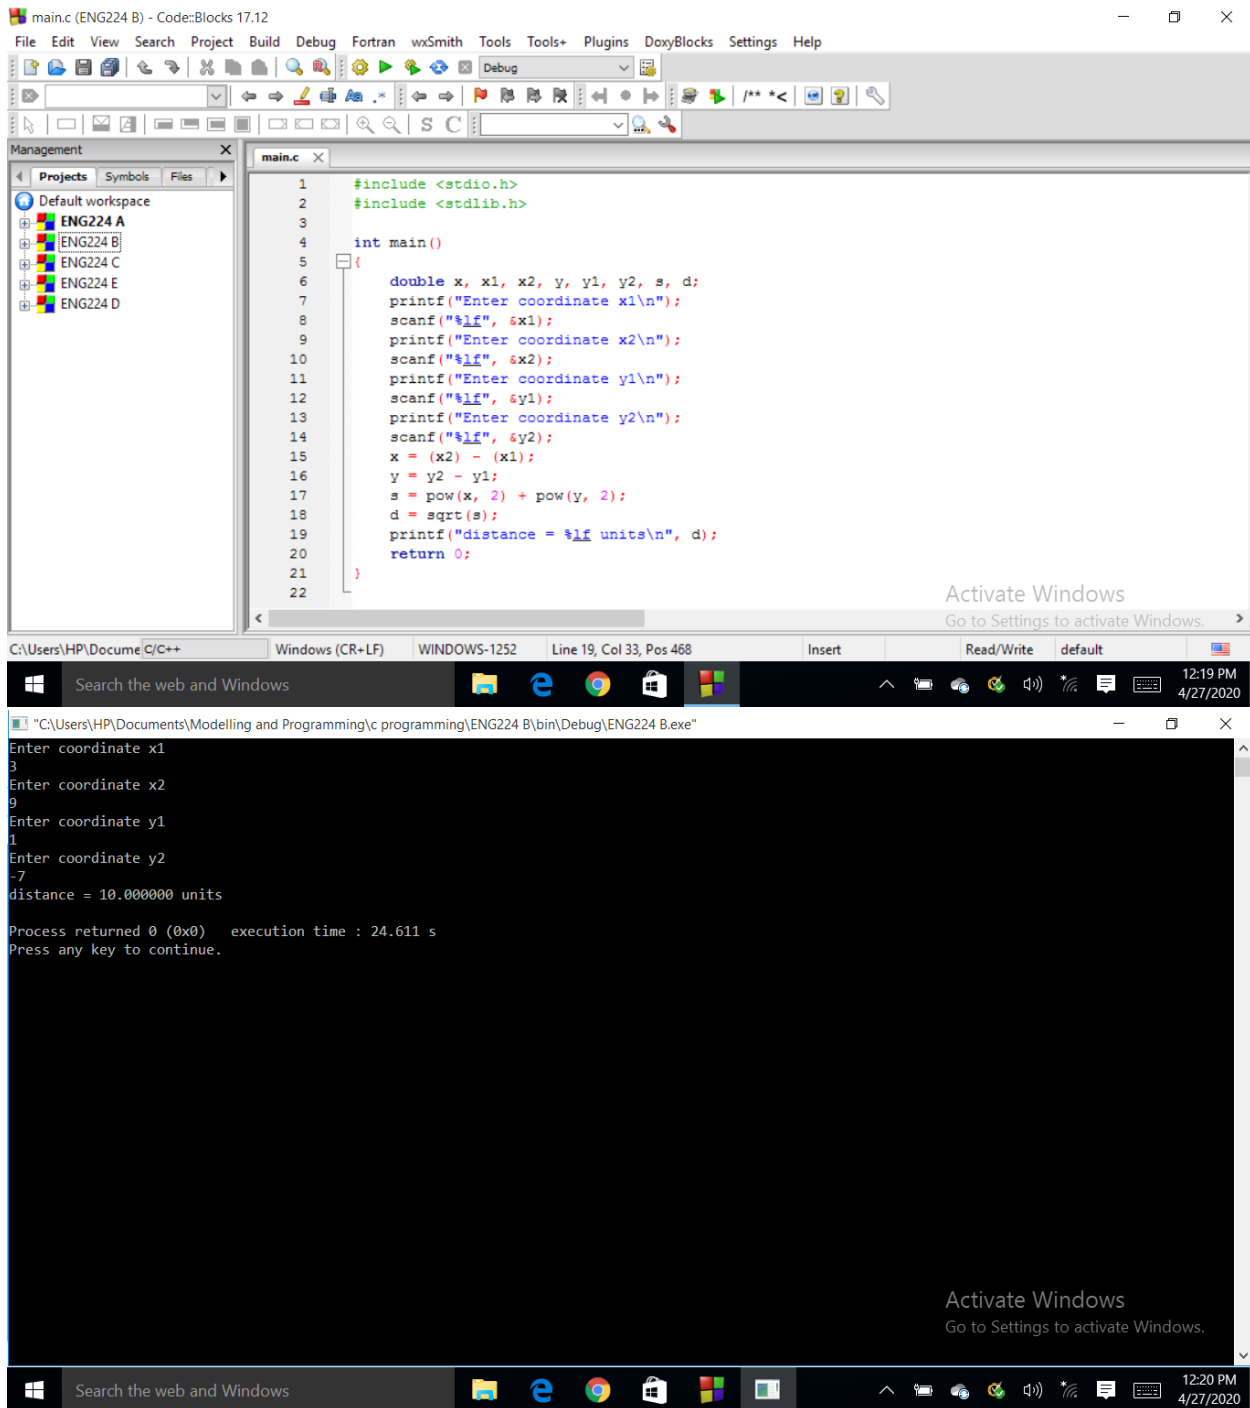 main.c (ENG224 B) - Code::Blocks 17.12
File Edit View Search Project Build Debug Fortran wxSmith Tools Tools+ Plugins DoxyBlocks Settings Help
Debug
/** *<
S C
Management
main.c
Projects Symbols Files
Default workspace
ENG224 A
ENG224 B
ENG224 C
ENG224 E
ENG224 D
1 #include <stdio.h>
2 #include <stdlib.h>
3
4 int main()
5 {
6 double x, x1, x2, y, y1, y2, s, d;
7 printf("Enter coordinate x1\n");
8 scanf("%lf", &x1);
9 printf("Enter coordinate x2\n");
10 scanf("%lf", &x2);
11 printf("Enter coordinate y1\n");
12 scanf("%lf", &y1);
13 printf("Enter coordinate y2\n");
14 scanf("%lf", &y2);
15 x = (x2) - (x1);
16 y = y2 - y1;
17 s = pow(x, 2) + pow(y, 2);
18 d = sqrt(s);
19 printf("distance = %lf units\n", d);
20 return 0;
21 }
22
Activate Windows
Go to Settings to activate Windows.
C:\Users\HP\Docume C/C++ Windows (CR+LF) WINDOWS-1252 Line 19, Col 33, Pos 468 Insert Read/Write default
Search the web and Windows
12:19 PM
4/27/2020
"C:\Users\HP\Documents\Modelling and Programming\c programming\ENG224 B\bin\Debug\ENG224 B.exe"
Enter coordinate x1
3
Enter coordinate x2
9
Enter coordinate y1
1
Enter coordinate y2
-7
distance = 10.000000 units
Process returned 0 (0x0) execution time : 24.611 s
Press any key to continue.
Activate Windows
Go to Settings to activate Windows.
Search the web and Windows
12:20 PM
4/27/2020